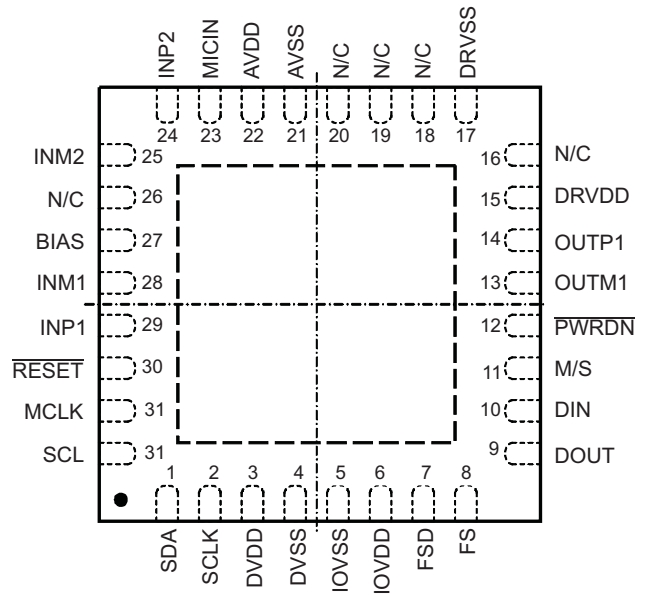 INP2 MICIN AVDD AVSS N/C N/C N/C DRVSS
24 23 22 21 20 19 18 17
INM2 25 16 N/C
N/C 26 15 DRVDD
BIAS 27 14 OUTP1
INM1 28 13 OUTM1
INP1 29 12 PWRDN
RESET 30 11 M/S
MCLK 31 10 DIN
SCL 31 9 DOUT
1 2 3 4 5 6 7 8
SDA SCLK DVDD DVSS IOVSS IOVDD FSD FS